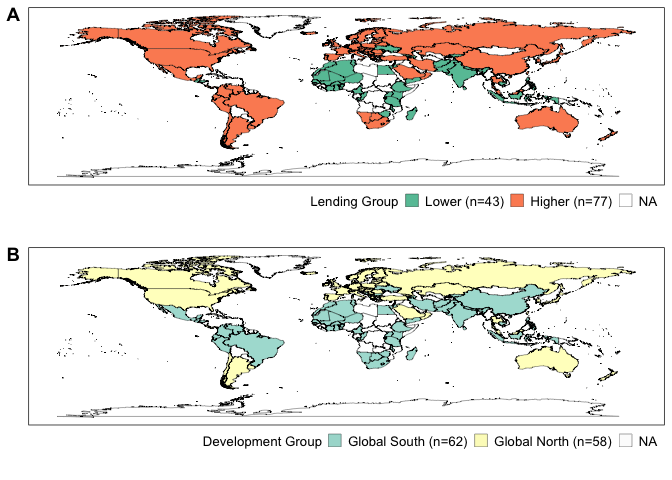 A
Lending Group Lower (n=43) Higher (n=77) NA
B
Development Group Global South (n=62) Global North (n=58) NA